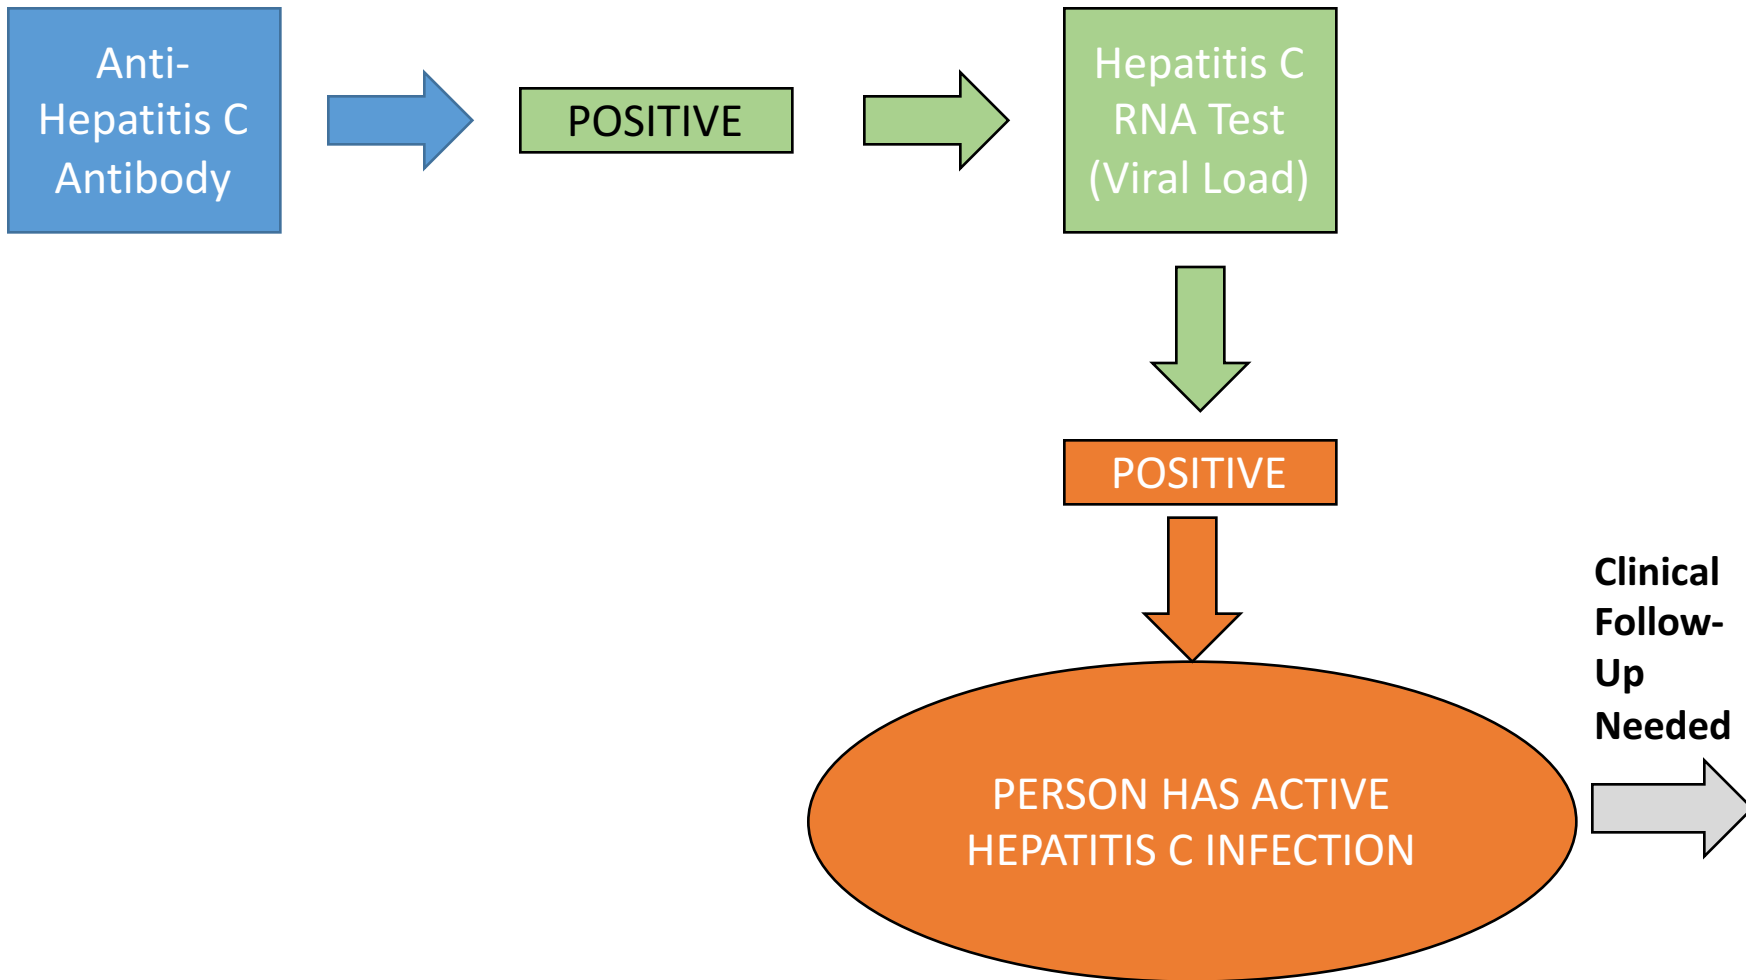 Anti-
Hepatitis C
Antibody
POSITIVE
Hepatitis C
RNA Test
(Viral Load)
POSITIVE
Clinical
Follow-
Up
Needed
PERSON HAS ACTIVE
HEPATITIS C INFECTION